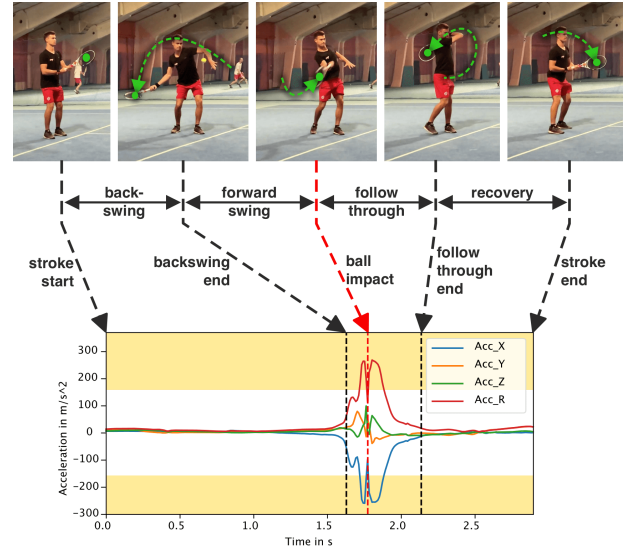 back-
swing
forward
swing
follow
through
recovery
stroke
start
backswing
end
ball
impact
follow
through
end
stroke
end
Acceleration in m/s^2
300
200
100
0
-100
-200
-300
0.0
0.5
1.0
1.5
2.0
2.5
Time in s
Acc_X
Acc_Y
Acc_Z
Acc_R